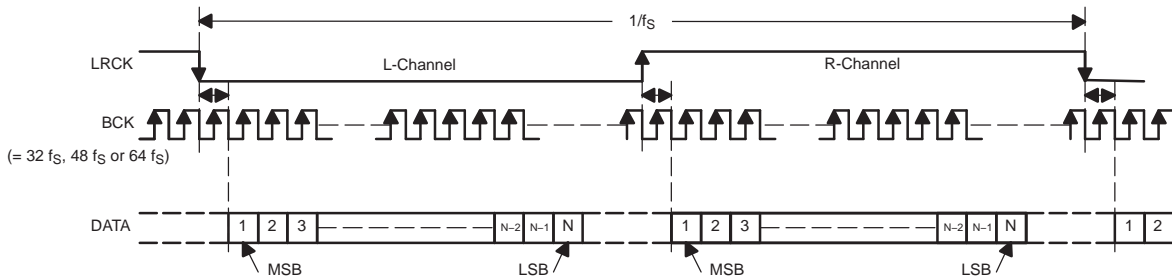 1/fS
LRCK
L-Channel
R-Channel
BCK
(= 32 fS, 48 fS or 64 fS)
DATA
1 2 3 N–2 N–1 N 1 2 3 N–2 N–1 N 1 2
MSB LSB MSB LSB